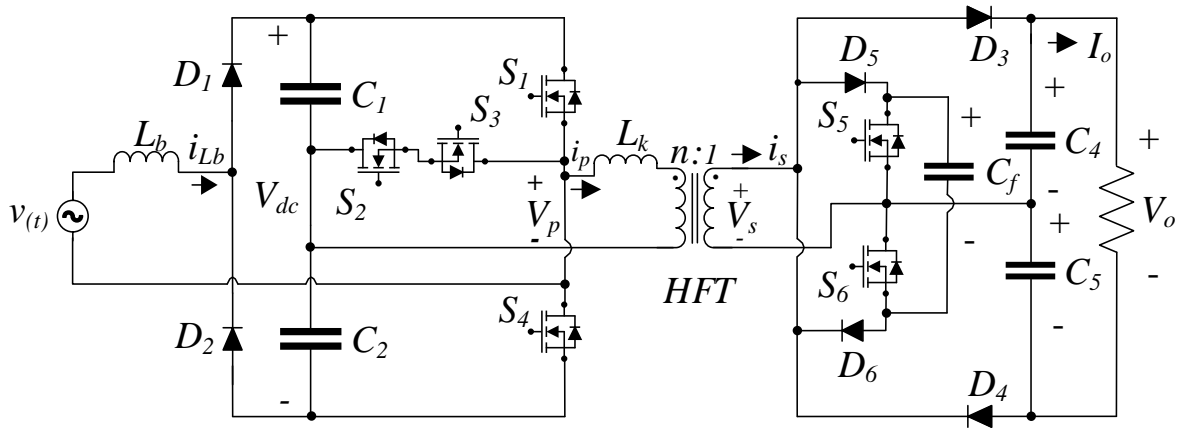 D1
+
C1
S1
S3
Lb
iLb
Vdc
S2
ip
Lk
n:1
is
+
Vp
-
+
Vs
-
v(t)
HFT
D2
C2
-
S4
D3
Io
D5
S5
+
Cf
-
+
C4
-
+
Vo
-
S6
D6
+
C5
-
D4